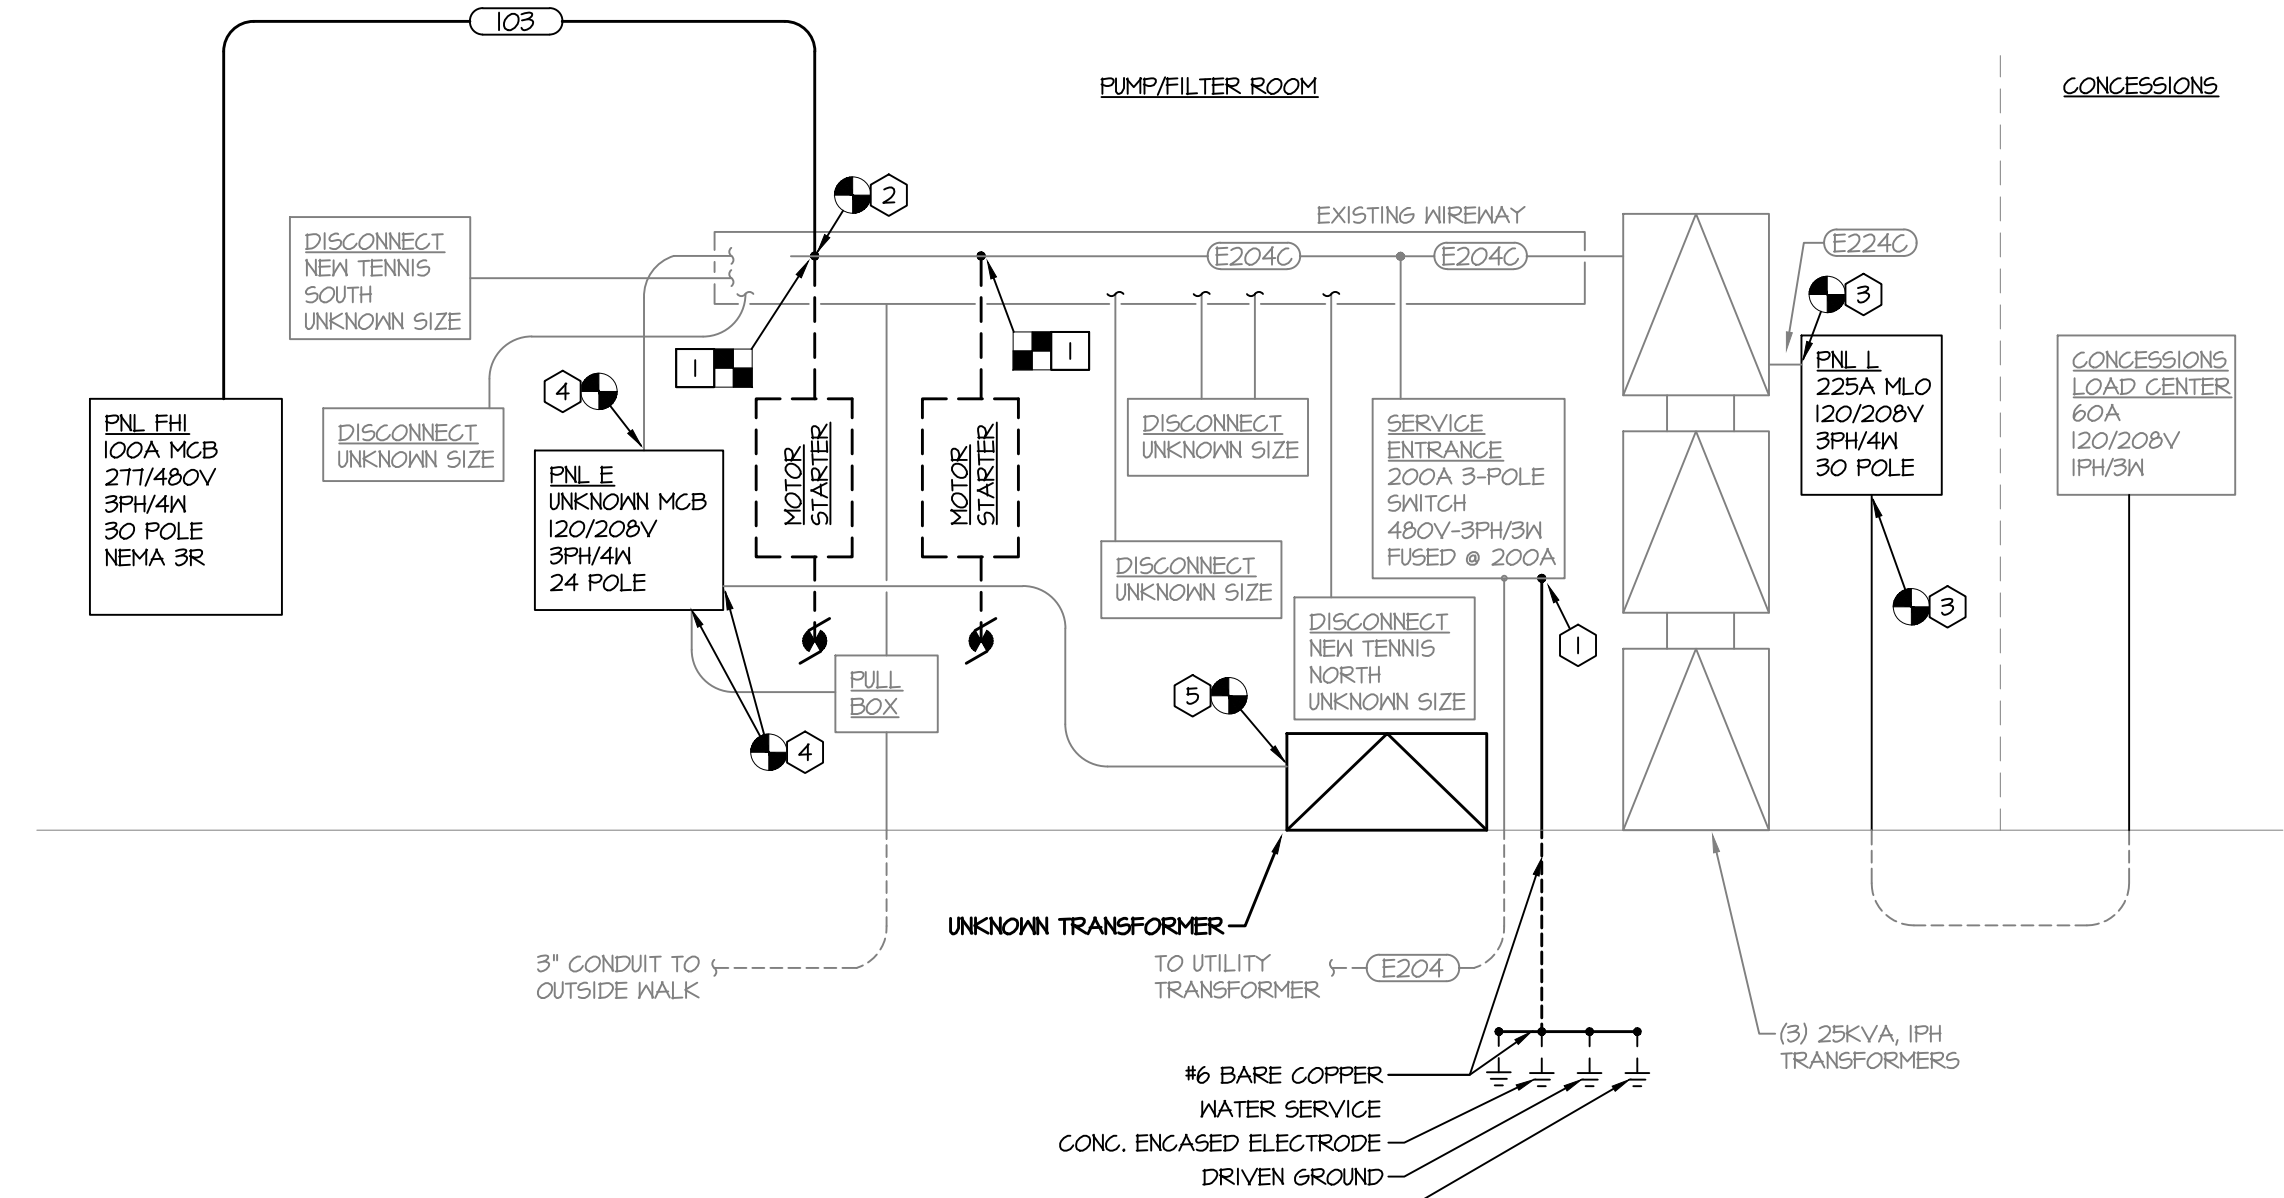 103
PUMP/FILTER ROOM
CONCESSIONS
2
EXISTING WIREWAY
E204C
E204C
E224C
3
DISCONNECT
NEW TENNIS
SOUTH
UNKNOWN SIZE
1
1
4
DISCONNECT
UNKNOWN SIZE
PNL FH1
100A MCB
277/480V
3PH/4W
30 POLE
NEMA 3R
PNL E
UNKNOWN MCB
120/208V
3PH/4W
24 POLE
MOTOR
STARTER
MOTOR
STARTER
DISCONNECT
UNKNOWN SIZE
DISCONNECT
UNKNOWN SIZE
SERVICE
ENTRANCE
200A 3-POLE
SWITCH
480V-3PH/3W
FUSED @ 200A
PNL L
225A MLO
120/208V
3PH/4W
30 POLE
CONCESSIONS
LOAD CENTER
60A
120/208V
1PH/3W
3
DISCONNECT
NEW TENNIS
NORTH
UNKNOWN SIZE
1
PULL
BOX
4
5
UNKNOWN TRANSFORMER
3" CONDUIT TO
OUTSIDE WALK
TO UTILITY
TRANSFORMER
E204
(3) 25KVA, 1PH
TRANSFORMERS
#6 BARE COPPER
WATER SERVICE
CONC. ENCASED ELECTRODE
DRIVEN GROUND